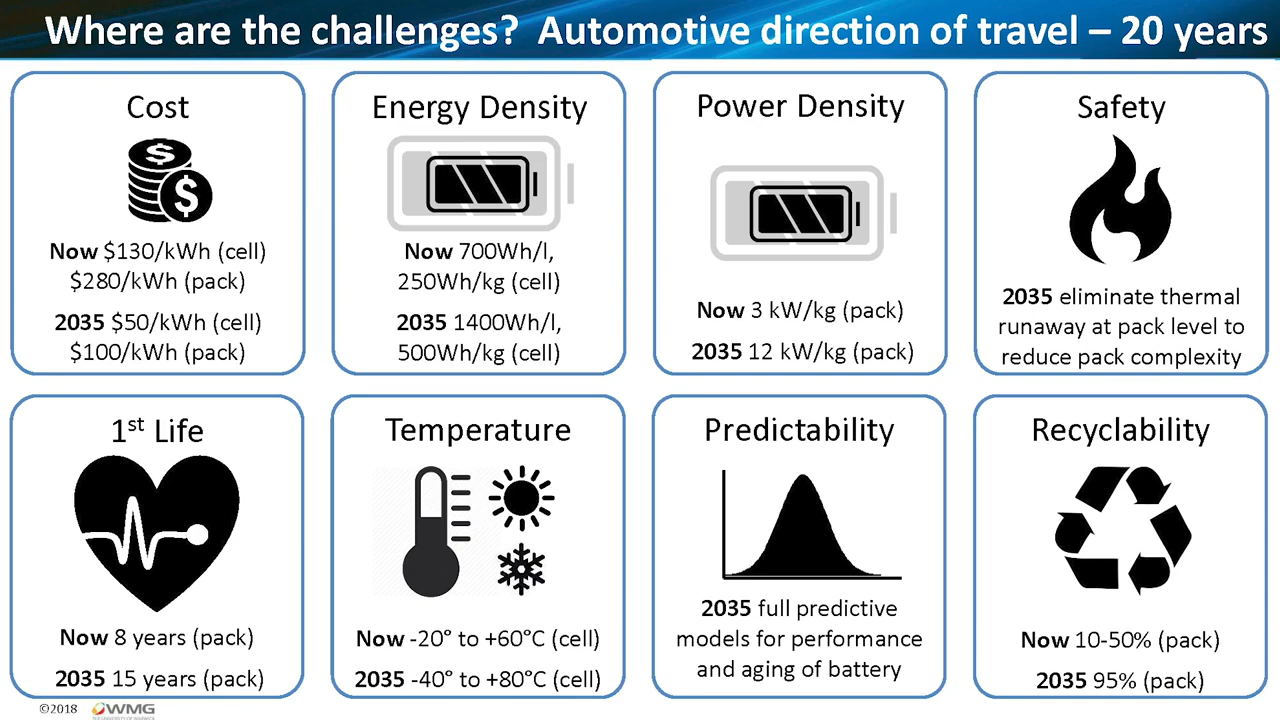 Where are the challenges?  Automotive direction of travel – 20 years
Cost
$
$
Now $130/kWh (cell)
$280/kWh (pack)
2035 $50/kWh (cell)
$100/kWh (pack)
Energy Density
Now 700Wh/l,
250Wh/kg (cell)
2035 1400Wh/l,
500Wh/kg (cell)
Power Density
Now 3 kW/kg (pack)
2035 12 kW/kg (pack)
Safety
2035 eliminate thermal
runaway at pack level to
reduce pack complexity
1st Life
Now 8 years (pack)
2035 15 years (pack)
Temperature
Now -20° to +60°C (cell)
2035 -40° to +80°C (cell)
Predictability
2035 full predictive
models for performance
and aging of battery
Recyclability
Now 10-50% (pack)
2035 95% (pack)
©2018
WMG
THE UNIVERSITY OF WARWICK